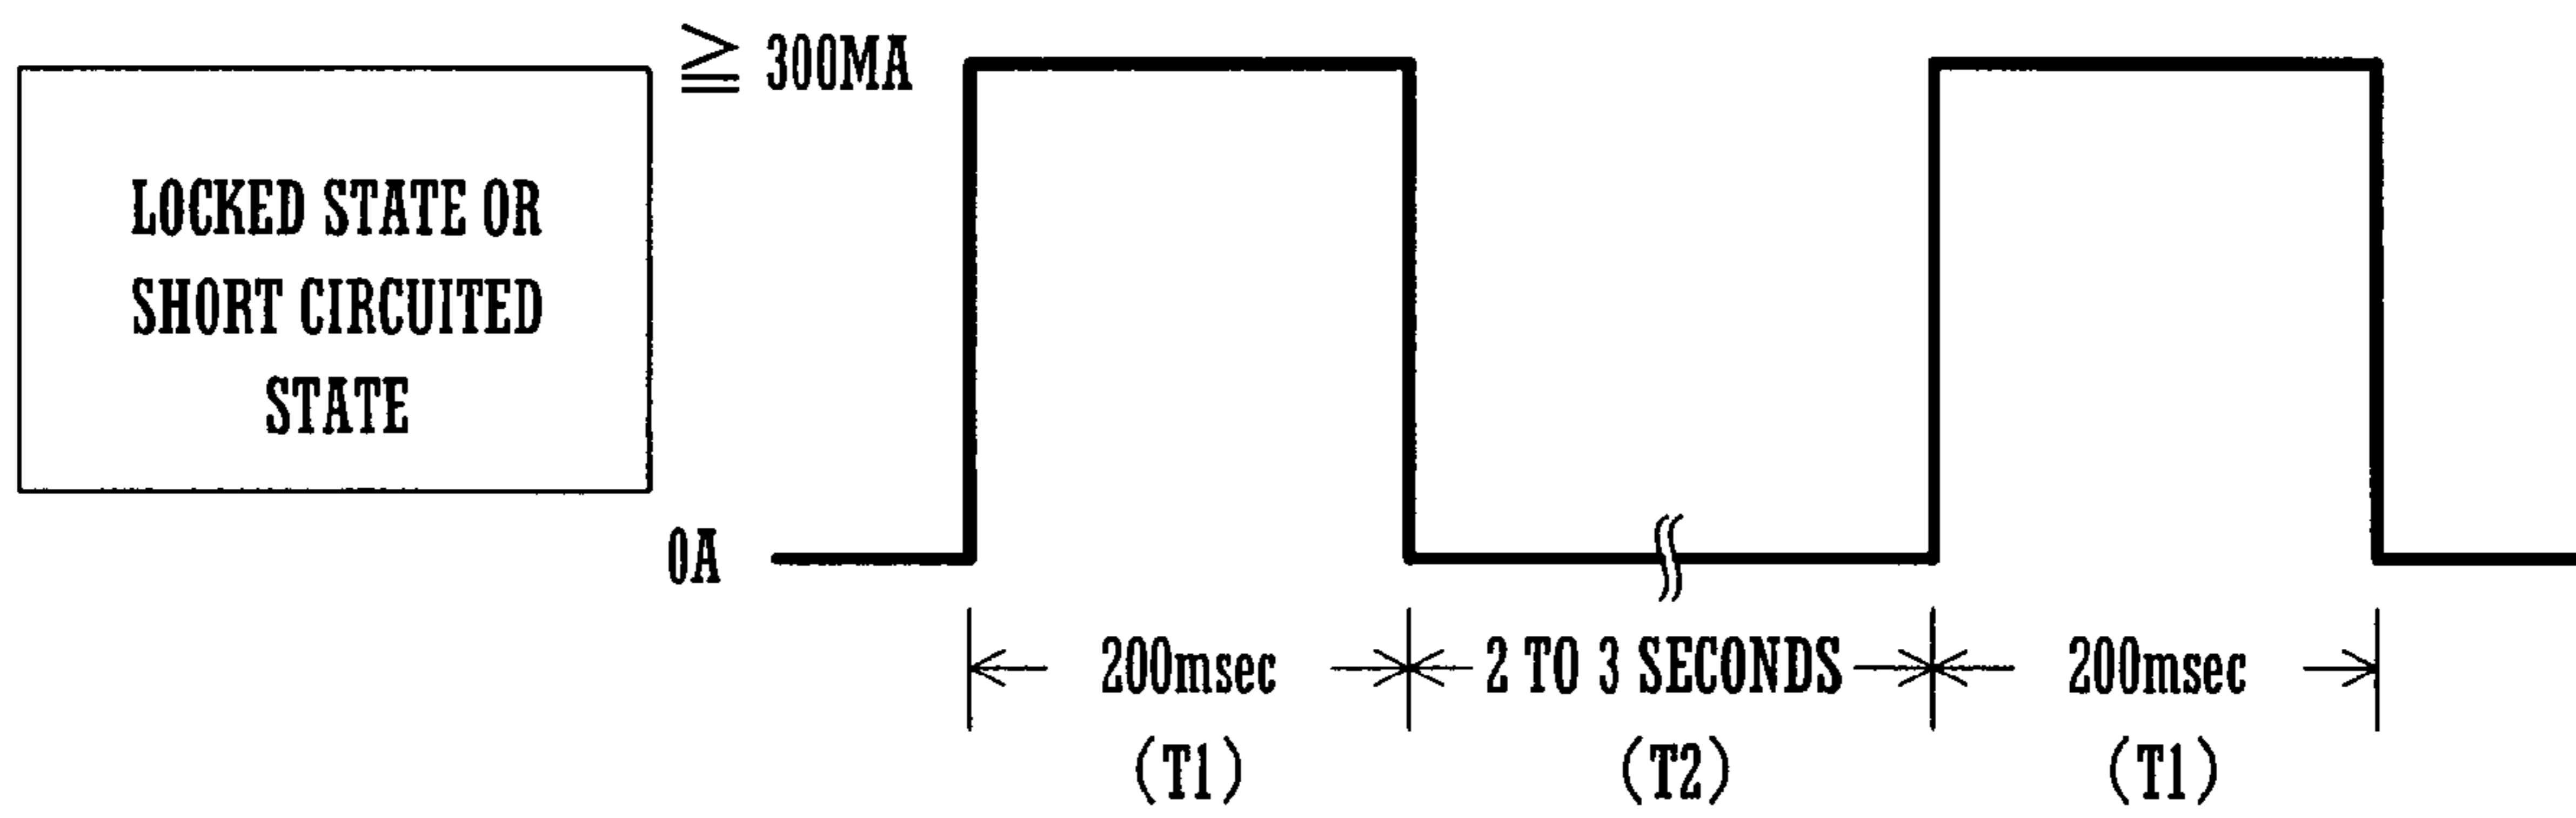 ≧ 300MA
LOCKED STATE OR
SHORT CIRCUITED
STATE
0A
200msec 2 TO 3 SECONDS 200msec
(T1) (T2) (T1)